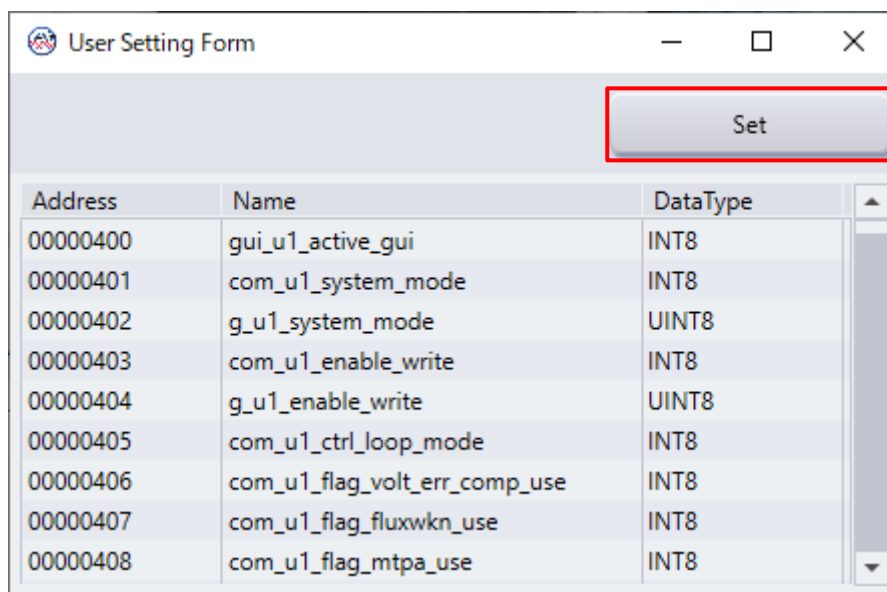 User Setting Form
Set
Address Name DataType
00000400 gui_u1_active_gui INT8
00000401 com_u1_system_mode INT8
00000402 g_u1_system_mode UINT8
00000403 com_u1_enable_write INT8
00000404 g_u1_enable_write UINT8
00000405 com_u1_ctrl_loop_mode INT8
00000406 com_u1_flag_volt_err_comp_use INT8
00000407 com_u1_flag_fluxwkn_use INT8
00000408 com_u1_flag_mtpa_use INT8